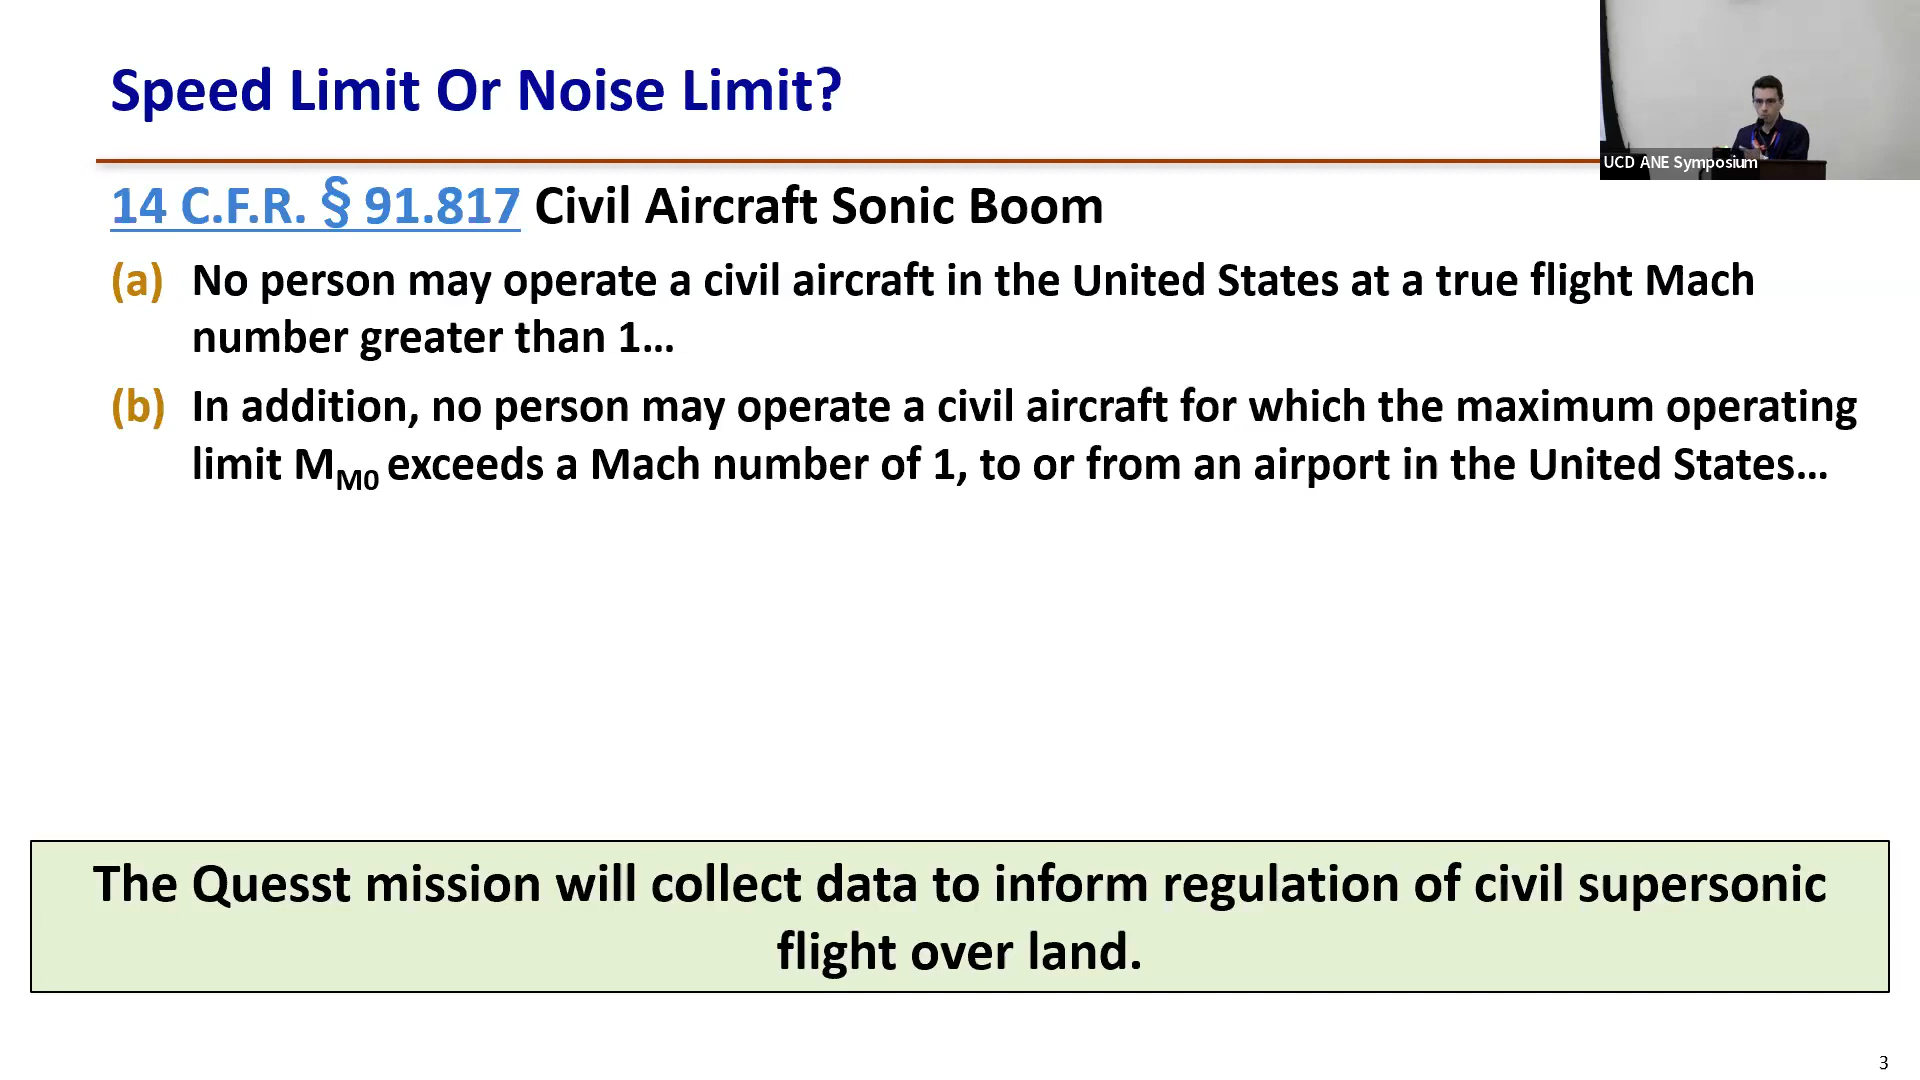 Speed Limit Or Noise Limit?
UCD ANE Symposium
14 C.F.R. § 91.817 Civil Aircraft Sonic Boom
(a) No person may operate a civil aircraft in the United States at a true flight Mach
number greater than 1…
(b) In addition, no person may operate a civil aircraft for which the maximum operating
limit MM0 exceeds a Mach number of 1, to or from an airport in the United States…
The Quesst mission will collect data to inform regulation of civil supersonic
flight over land.
3